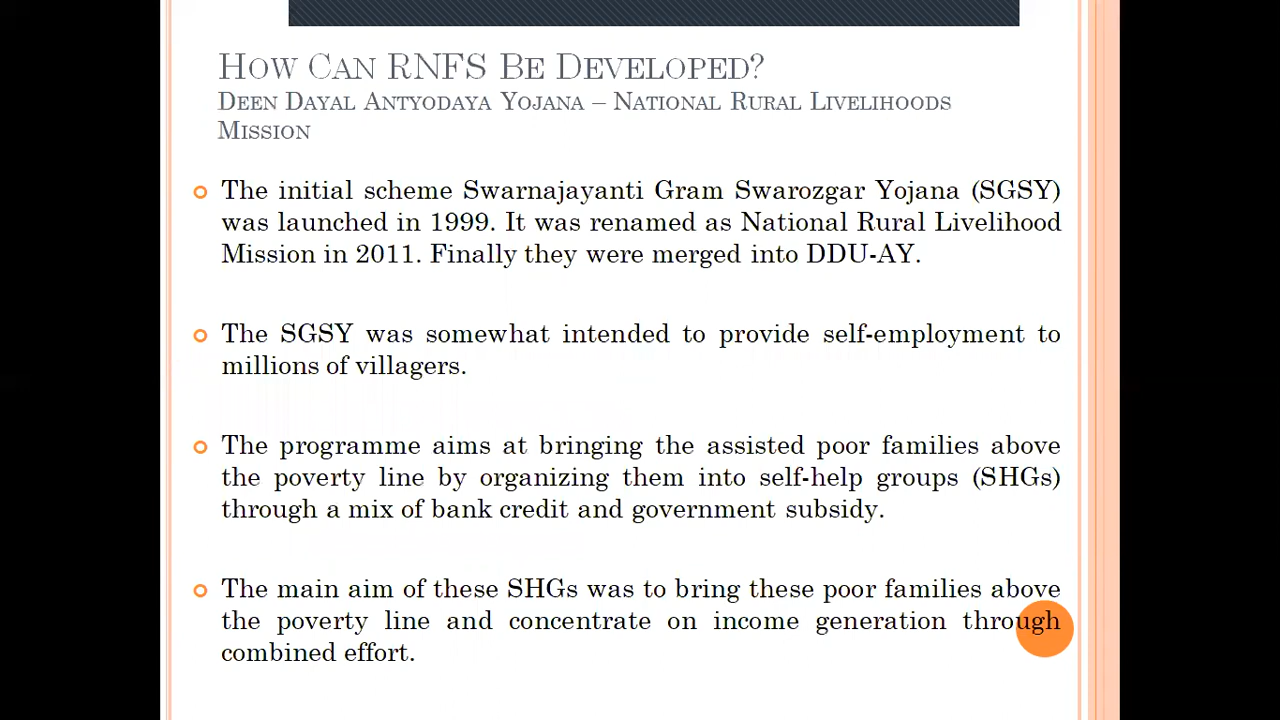 How Can RNFS Be Developed?
Deen Dayal Antyodaya Yojana – National Rural Livelihoods
Mission
The initial scheme Swarnajayanti Gram Swarozgar Yojana (SGSY)
was launched in 1999. It was renamed as National Rural Livelihood
Mission in 2011. Finally they were merged into DDU-AY.
The SGSY was somewhat intended to provide self-employment to
millions of villagers.
The programme aims at bringing the assisted poor families above
the poverty line by organizing them into self-help groups (SHGs)
through a mix of bank credit and government subsidy.
The main aim of these SHGs was to bring these poor families above
the poverty line and concentrate on income generation through
combined effort.